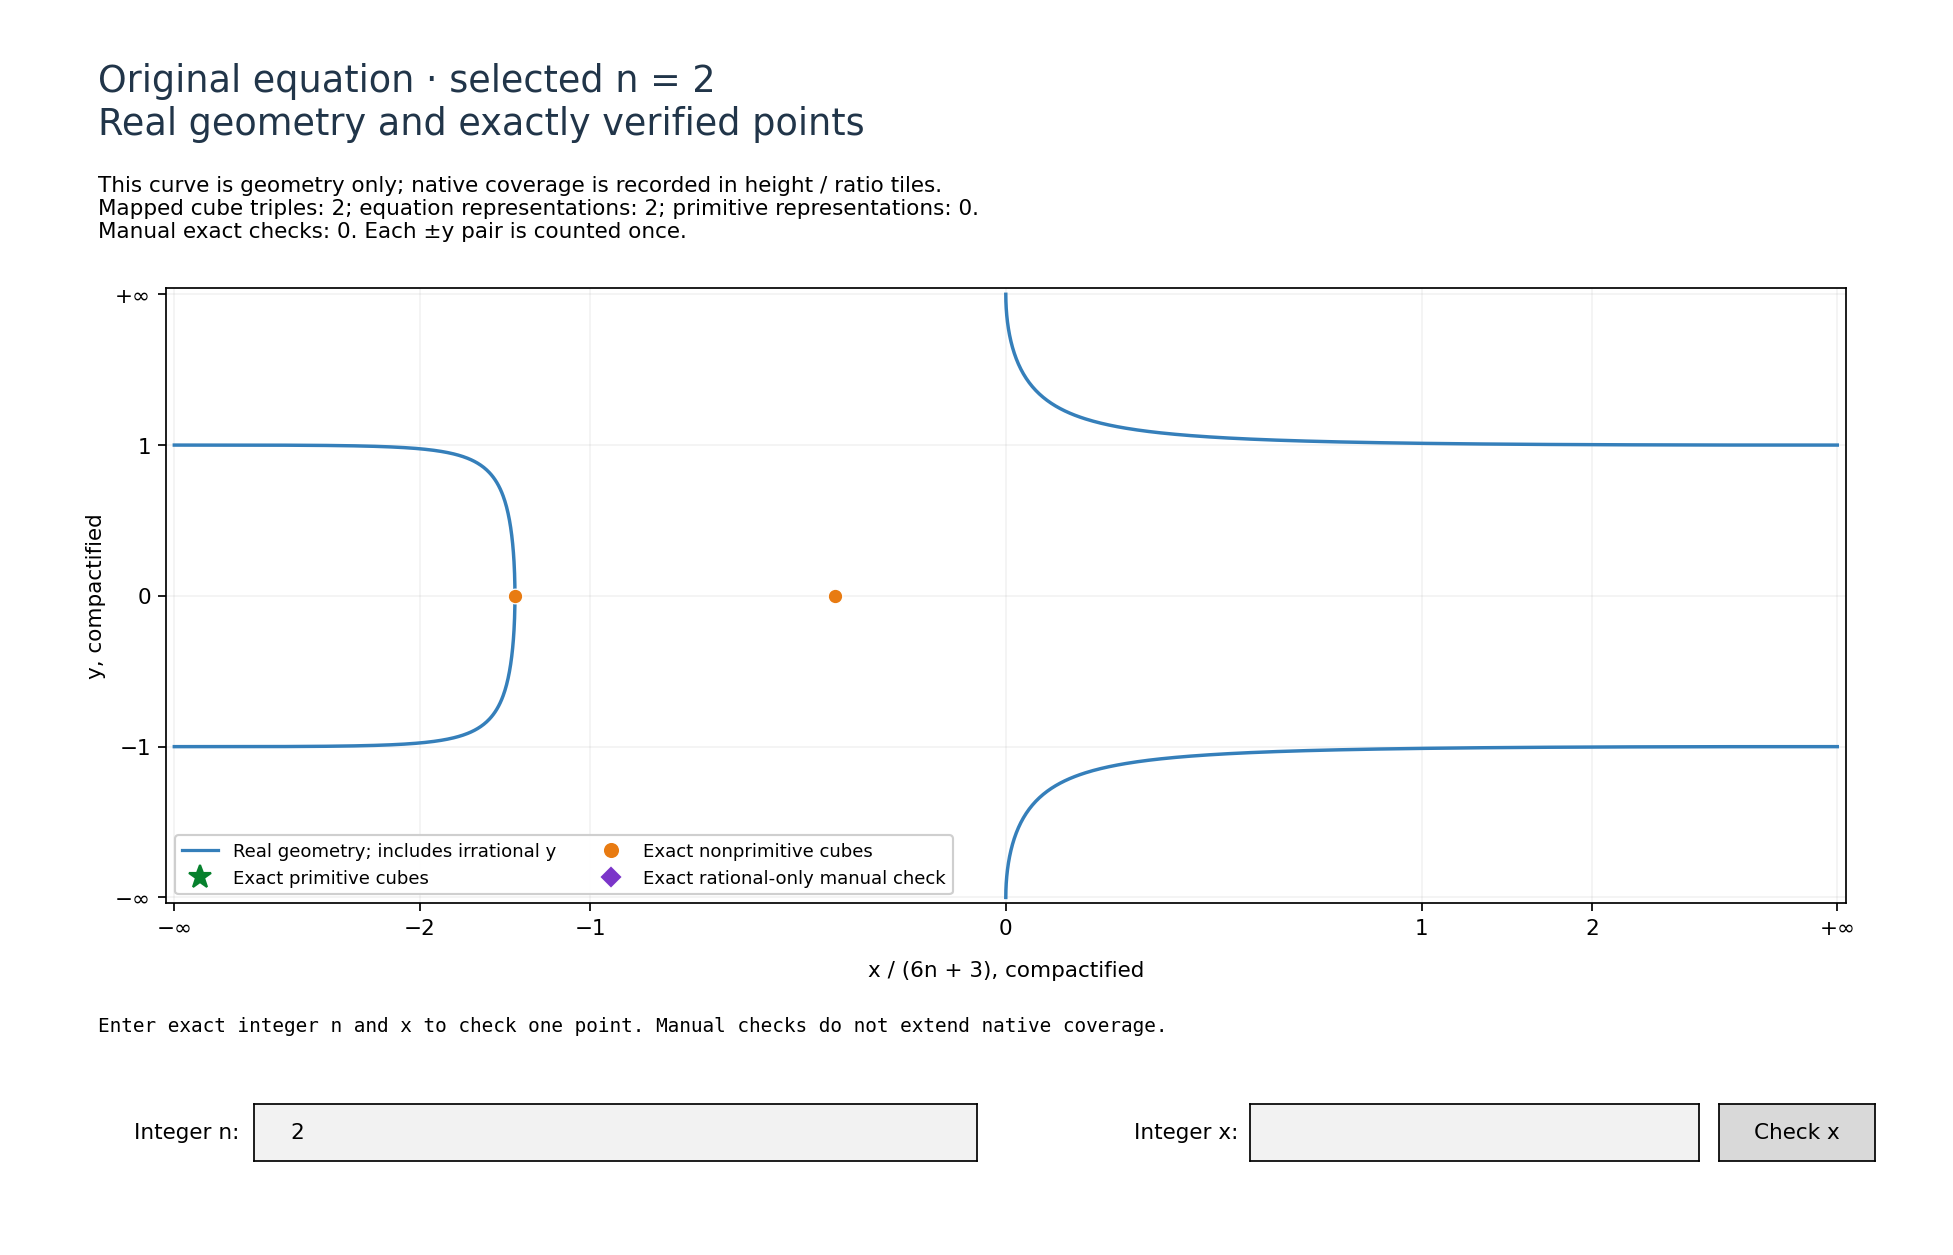 Original equation · selected n = 2
Real geometry and exactly verified points
This curve is geometry only; native coverage is recorded in height / ratio tiles.
Mapped cube triples: 2; equation representations: 2; primitive representations: 0.
Manual exact checks: 0. Each ±y pair is counted once.
+∞
1
0
−1
−∞
y, compactified
Real geometry; includes irrational y
Exact primitive cubes
Exact nonprimitive cubes
Exact rational-only manual check
−∞ −2 −1 0 1 2 +∞
x / (6n + 3), compactified
Enter exact integer n and x to check one point. Manual checks do not extend native coverage.
Integer n: 2 Integer x: Check x